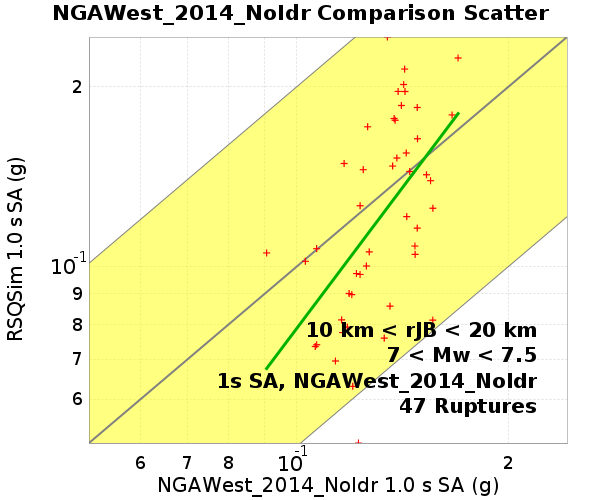 NGAWest_2014_NoIdr Comparison Scatter
RSQSim 1.0 s SA (g)
2
10-1
9
8
7
6
10 km < rJB < 20 km
7 < Mw < 7.5
1s SA, NGAWest_2014_NoIdr
47 Ruptures
6 7 8 10-1 2
NGAWest_2014_NoIdr 1.0 s SA (g)